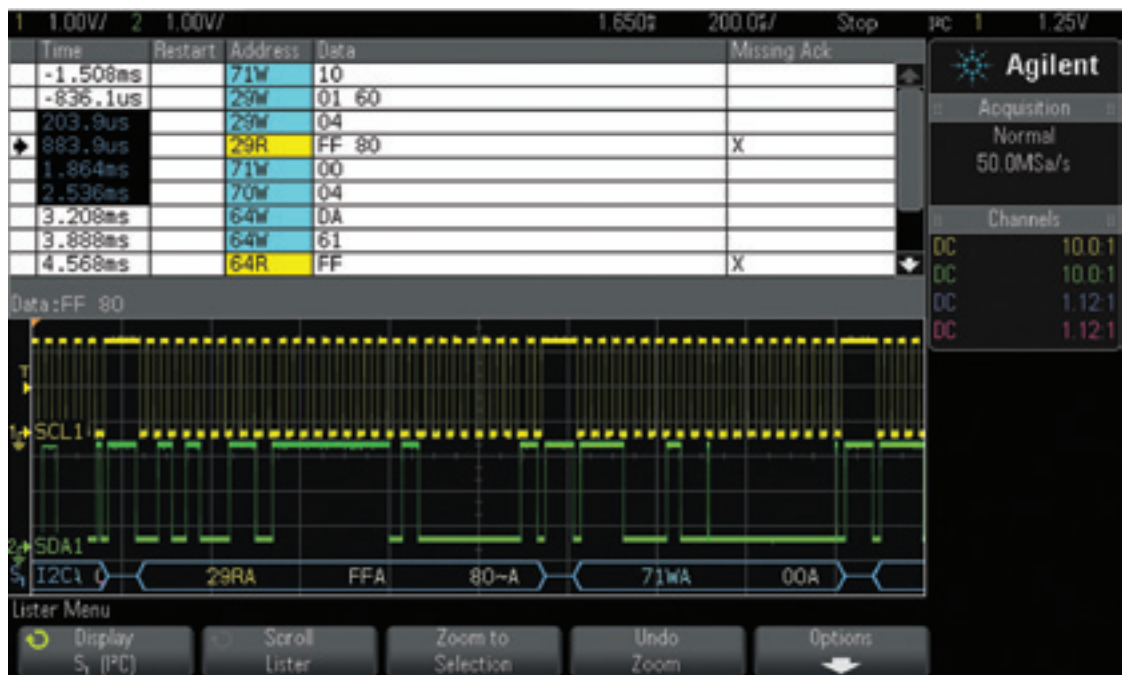 1 1.00V/ 2 1.00V/ 1.650 200.0 / Stop I²C 1 1.25V
Time Restart Address Data Missing Ack
-1.508ms 71W 10
-836.1us 29W 01 60
203.9us 29W 04
883.9us 29R FF 80 X
1.864ms 71W 00
2.536ms 70W 04
3.208ms 64W DA
3.888ms 64W 61
4.568ms 64R FF X
Data:FF 80
Agilent
Acquisition
Normal
50.0MSa/s
Channels
DC 10.0:1
DC 10.0:1
DC 1.12:1
DC 1.12:1
T
1 SCL1
2 SDA1
S₁ I2C1 29RA FFA 80~A 71WA 00A
Lister Menu
Display
S₁ (I²C)
Scroll
Lister
Zoom to
Selection
Undo
Zoom
Options